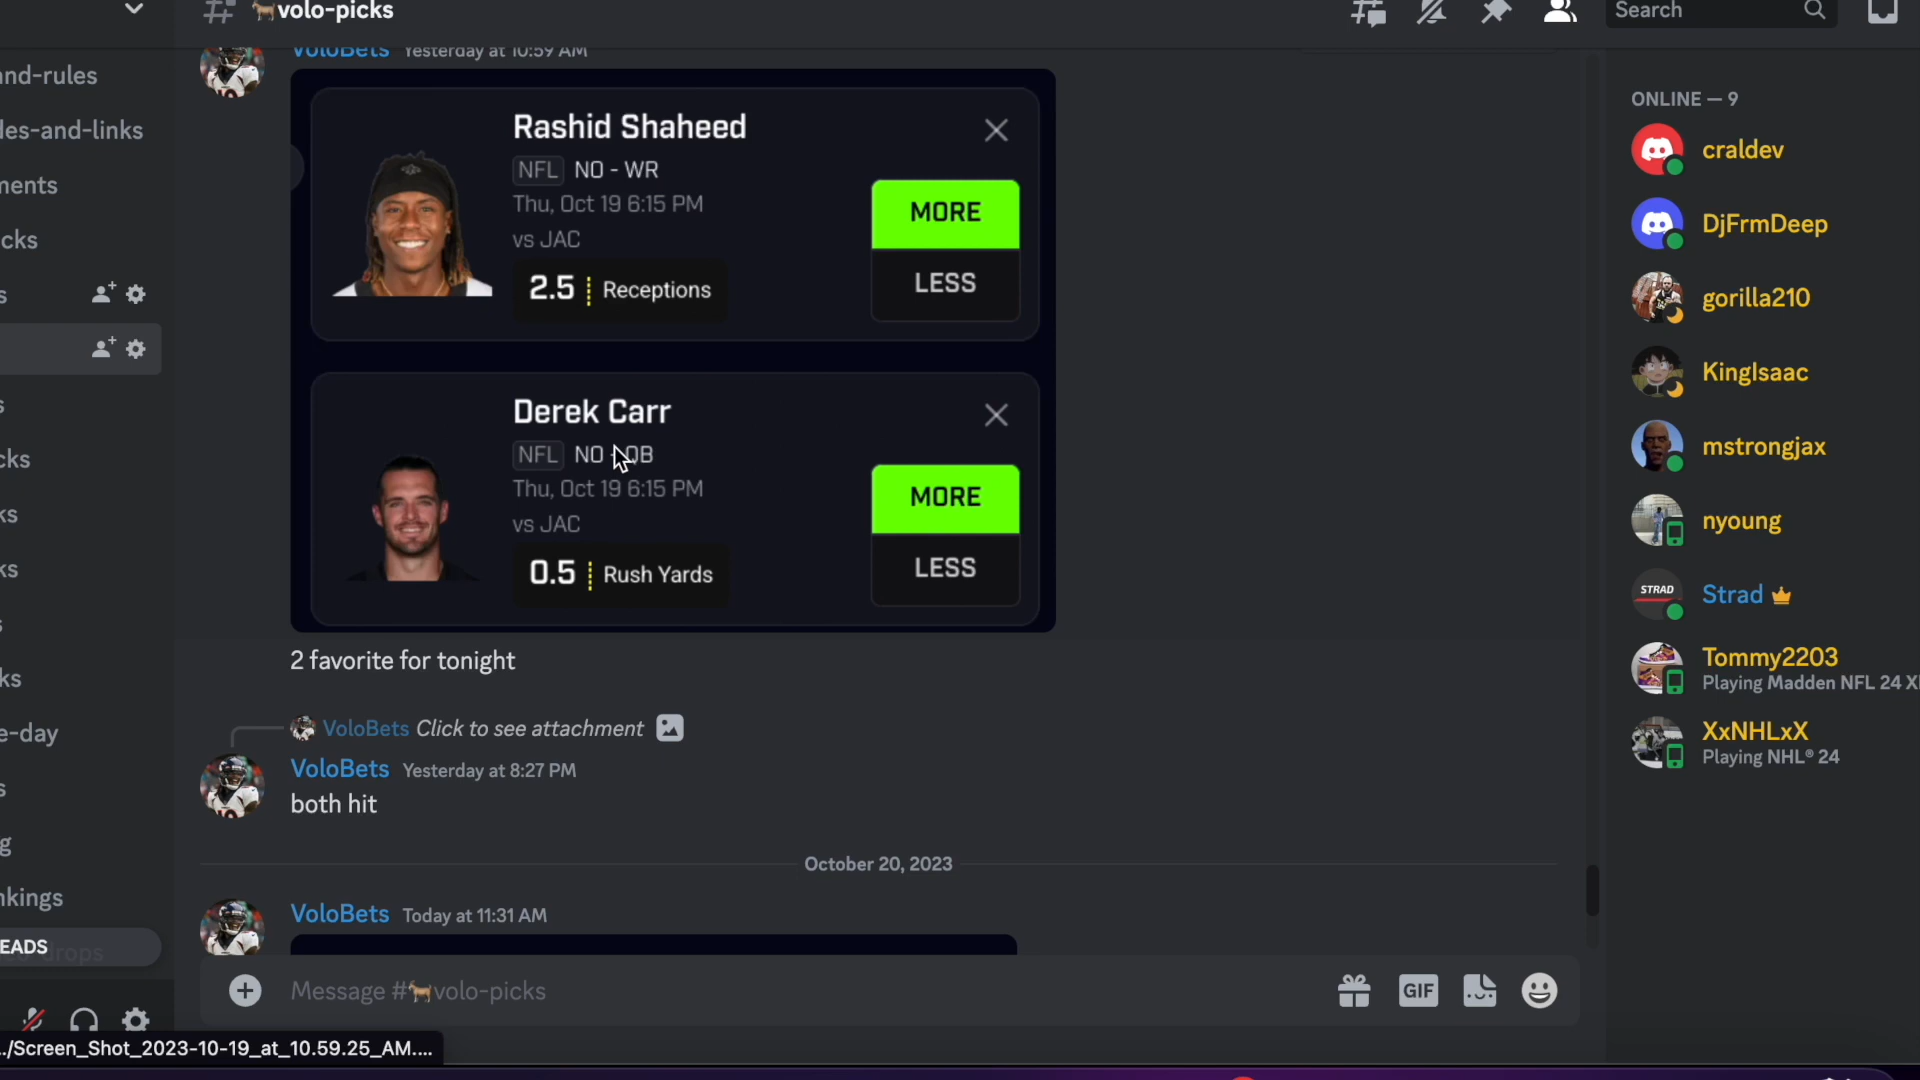 volo-picks
Search
and-rules
des-and-links
ments
cks
s
s
cks
ks
ks
s
ks
e-day
s
g
nkings
EADS
drops
VoloBets Yesterday at 10:59 AM
Rashid Shaheed
NFL NO - WR
Thu, Oct 19 6:15 PM
vs JAC
2.5 Receptions
MORE
LESS
Derek Carr
NFL NO - QB
Thu, Oct 19 6:15 PM
vs JAC
0.5 Rush Yards
MORE
LESS
2 favorite for tonight
VoloBets Click to see attachment
VoloBets Yesterday at 8:27 PM
both hit
October 20, 2023
VoloBets Today at 11:31 AM
Message #🐐volo-picks
GIF
./Screen_Shot_2023-10-19_at_10.59.25_AM....
ONLINE — 9
craldev
DjFrmDeep
gorilla210
KingIsaac
mstrongjax
nyoung
STRAD
Strad
Tommy2203
Playing Madden NFL 24 X
XxNHLxX
Playing NHL® 24